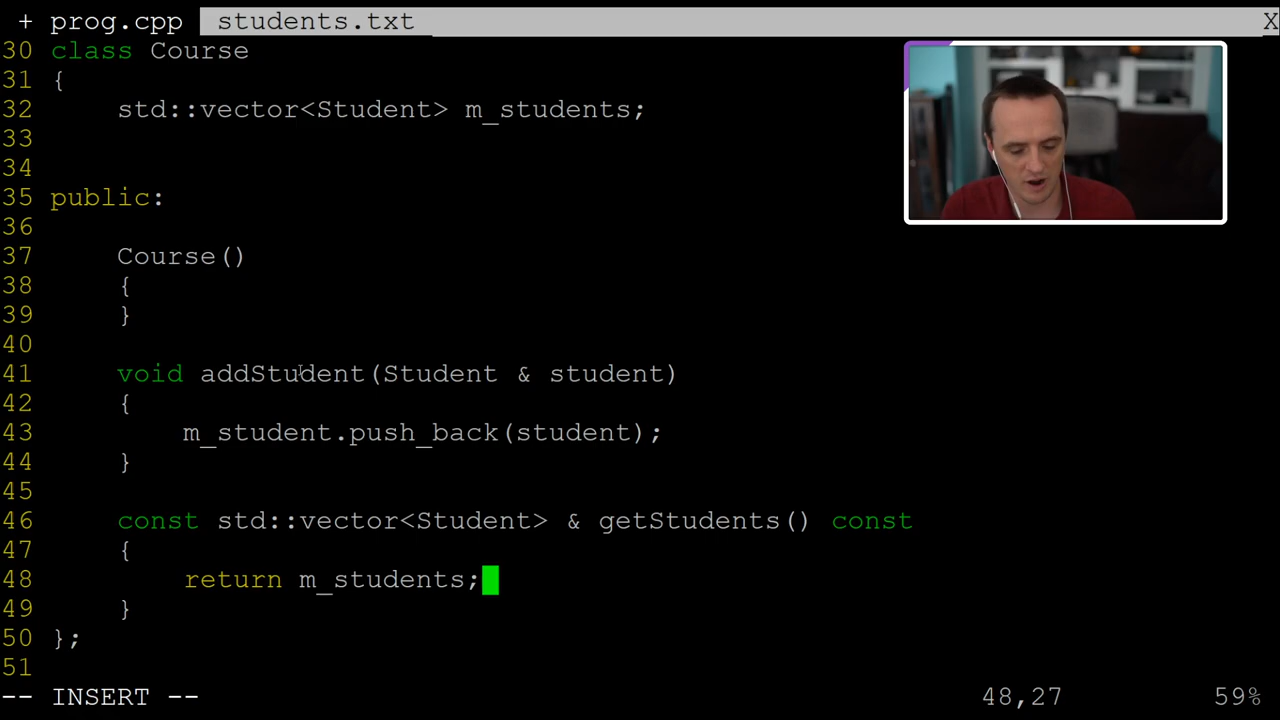 + prog.cpp students.txt X
30 class Course
31 {
32 std::vector<Student> m_students;
33
34
35 public:
36
37 Course()
38 {
39 }
40
41 void addStudent(Student & student)
42 {
43 m_student.push_back(student);
44 }
45
46 const std::vector<Student> & getStudents() const
47 {
48 return m_students;
49 }
50 };
51
-- INSERT -- 48,27 59%